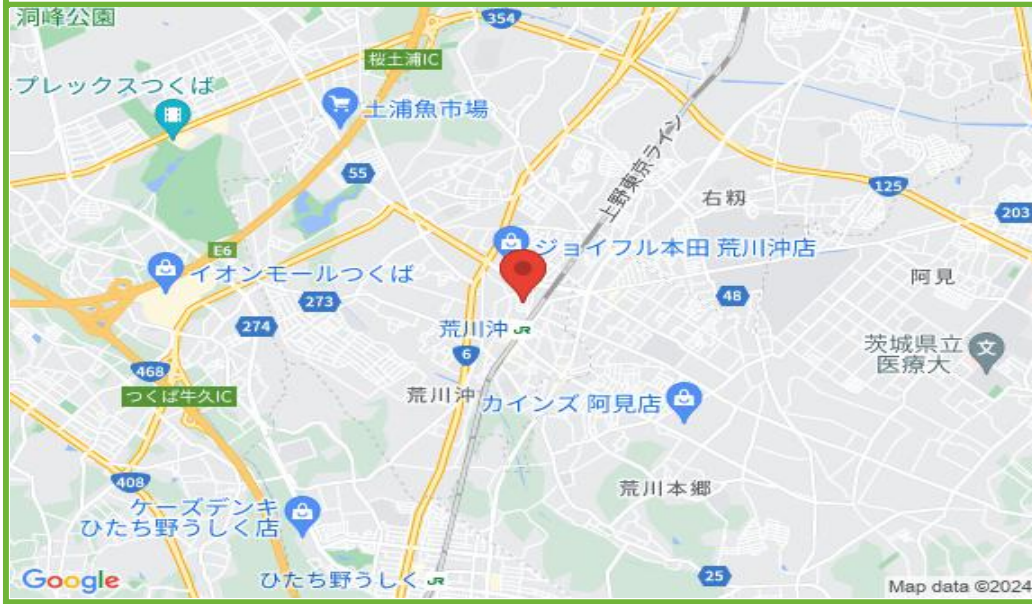 洞峰公園
354
桜土浦IC
プレックスつくば
土浦魚市場
55
上野東京ライン
右籾
125
203
E6
ジョイフル本田 荒川沖店
イオンモールつくば
阿見
273
48
274
荒川沖 JR
6
茨城県立
医療大
文
468
つくば牛久IC
荒川沖
カインズ 阿見店
408
荒川本郷
ケーズデンキ
ひたち野うしく店
25
ひたち野うしく JR
Google
Map data ©2024